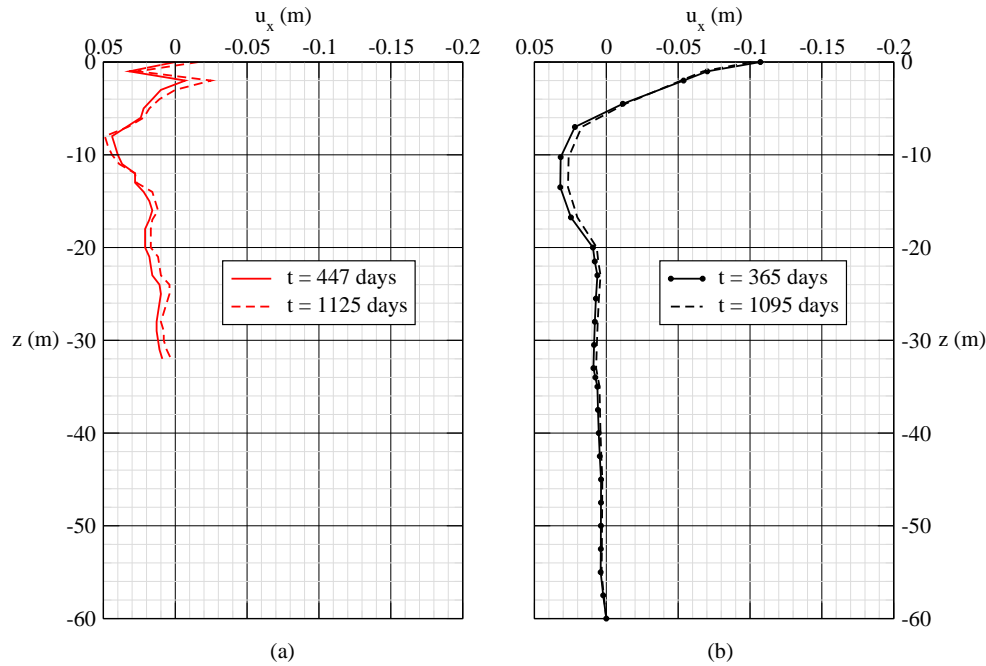 u_x (m)
0.05 0 -0.05 -0.1 -0.15 -0.2
0
-10
-20
-30
-40
-50
-60
z (m)
t = 447 days
t = 1125 days
(a)
u_x (m)
0.05 0 -0.05 -0.1 -0.15 -0.2
0
-10
-20
-30
-40
-50
-60
z (m)
t = 365 days
t = 1095 days
(b)